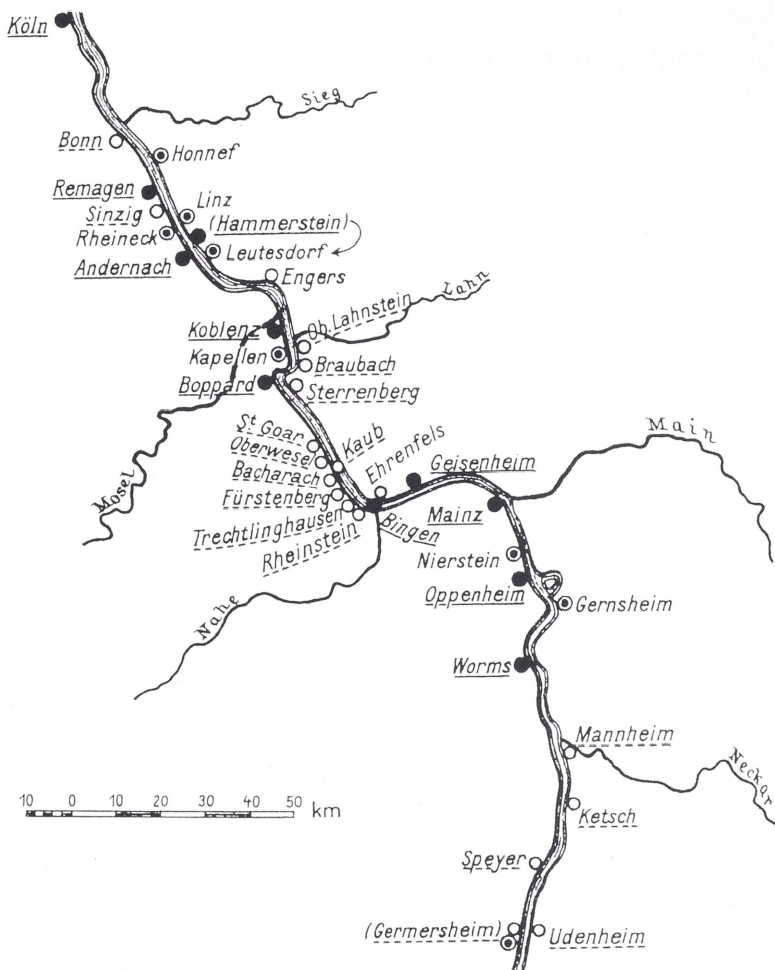 Köln
Sieg
Bonn
Honnef
Remagen
Linz
Sinzig
(Hammerstein)
Rheineck
Leutesdorf
Andernach
Engers
Lahn
Koblenz
Ob. Lahnstein
Kapellen
Braubach
Boppard
Sterrenberg
St Goar
Kaub
Main
Oberwesel
Ehrenfels
Geisenheim
Bacharach
Mosel
Fürstenberg
Mainz
Trechtlinghausen
Bingen
Rheinstein
Nierstein
Oppenheim
Nahe
Gernsheim
Worms
Mannheim
Neckar
10 0 10 20 30 40 50 km
Ketsch
Speyer
(Germersheim)
Udenheim